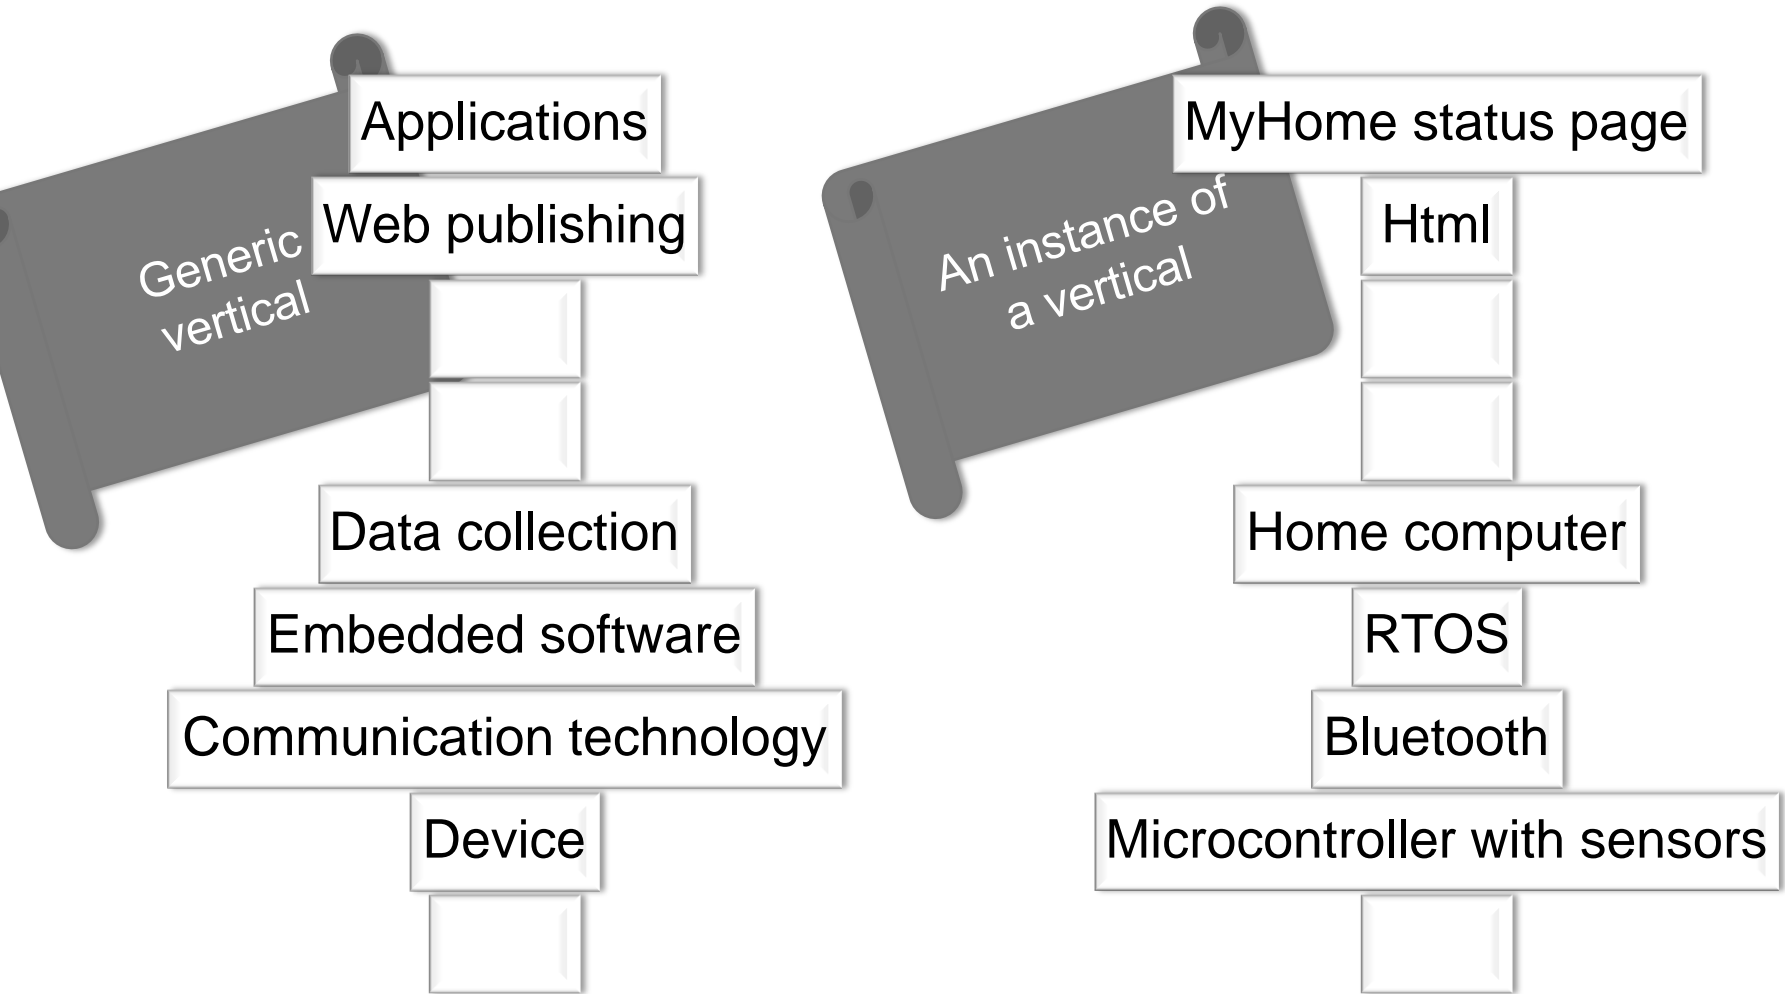 Generic
vertical
Applications
Web publishing
Data collection
Embedded software
Communication technology
Device
An instance of
a vertical
MyHome status page
Html
Home computer
RTOS
Bluetooth
Microcontroller with sensors